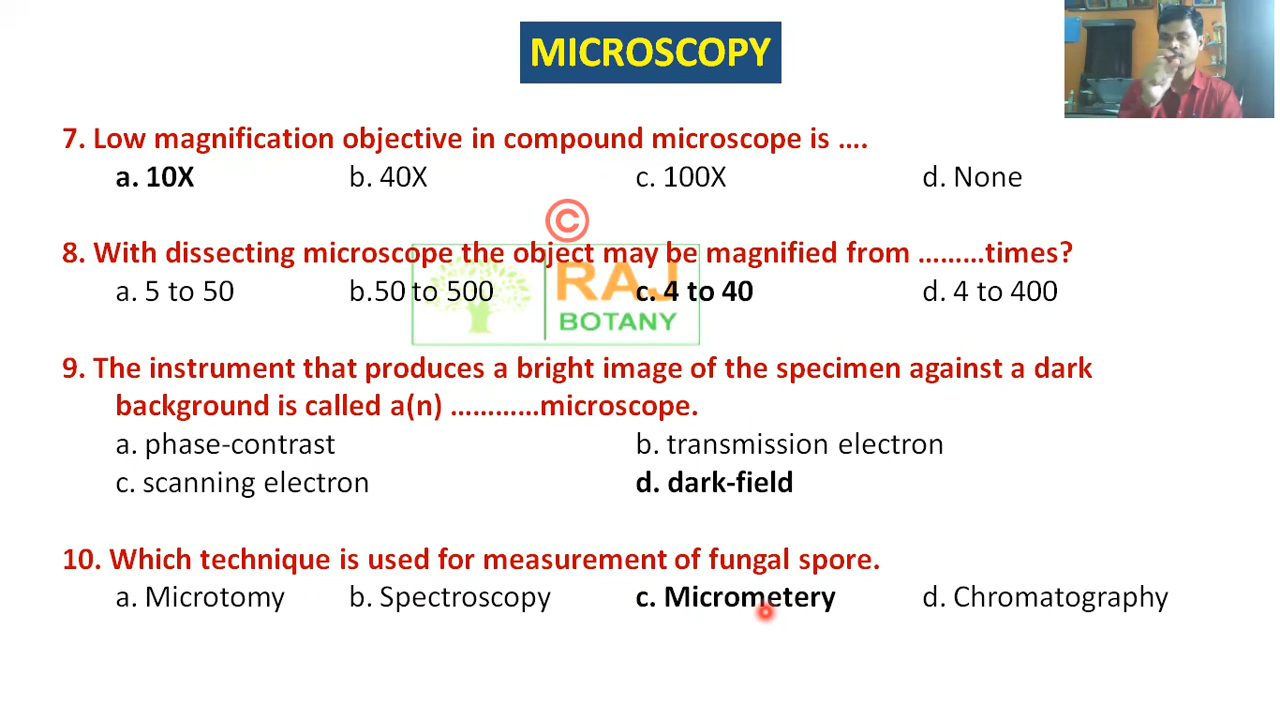 MICROSCOPY
7. Low magnification objective in compound microscope is ….
a. 10X b. 40X c. 100X d. None
©
8. With dissecting microscope the object may be magnified from ………times?
a. 5 to 50 b.50 to 500 c. 4 to 40 d. 4 to 400
RAJ
BOTANY
9. The instrument that produces a bright image of the specimen against a dark
background is called a(n) …………microscope.
a. phase-contrast b. transmission electron
c. scanning electron d. dark-field
10. Which technique is used for measurement of fungal spore.
a. Microtomy b. Spectroscopy c. Micrometery d. Chromatography